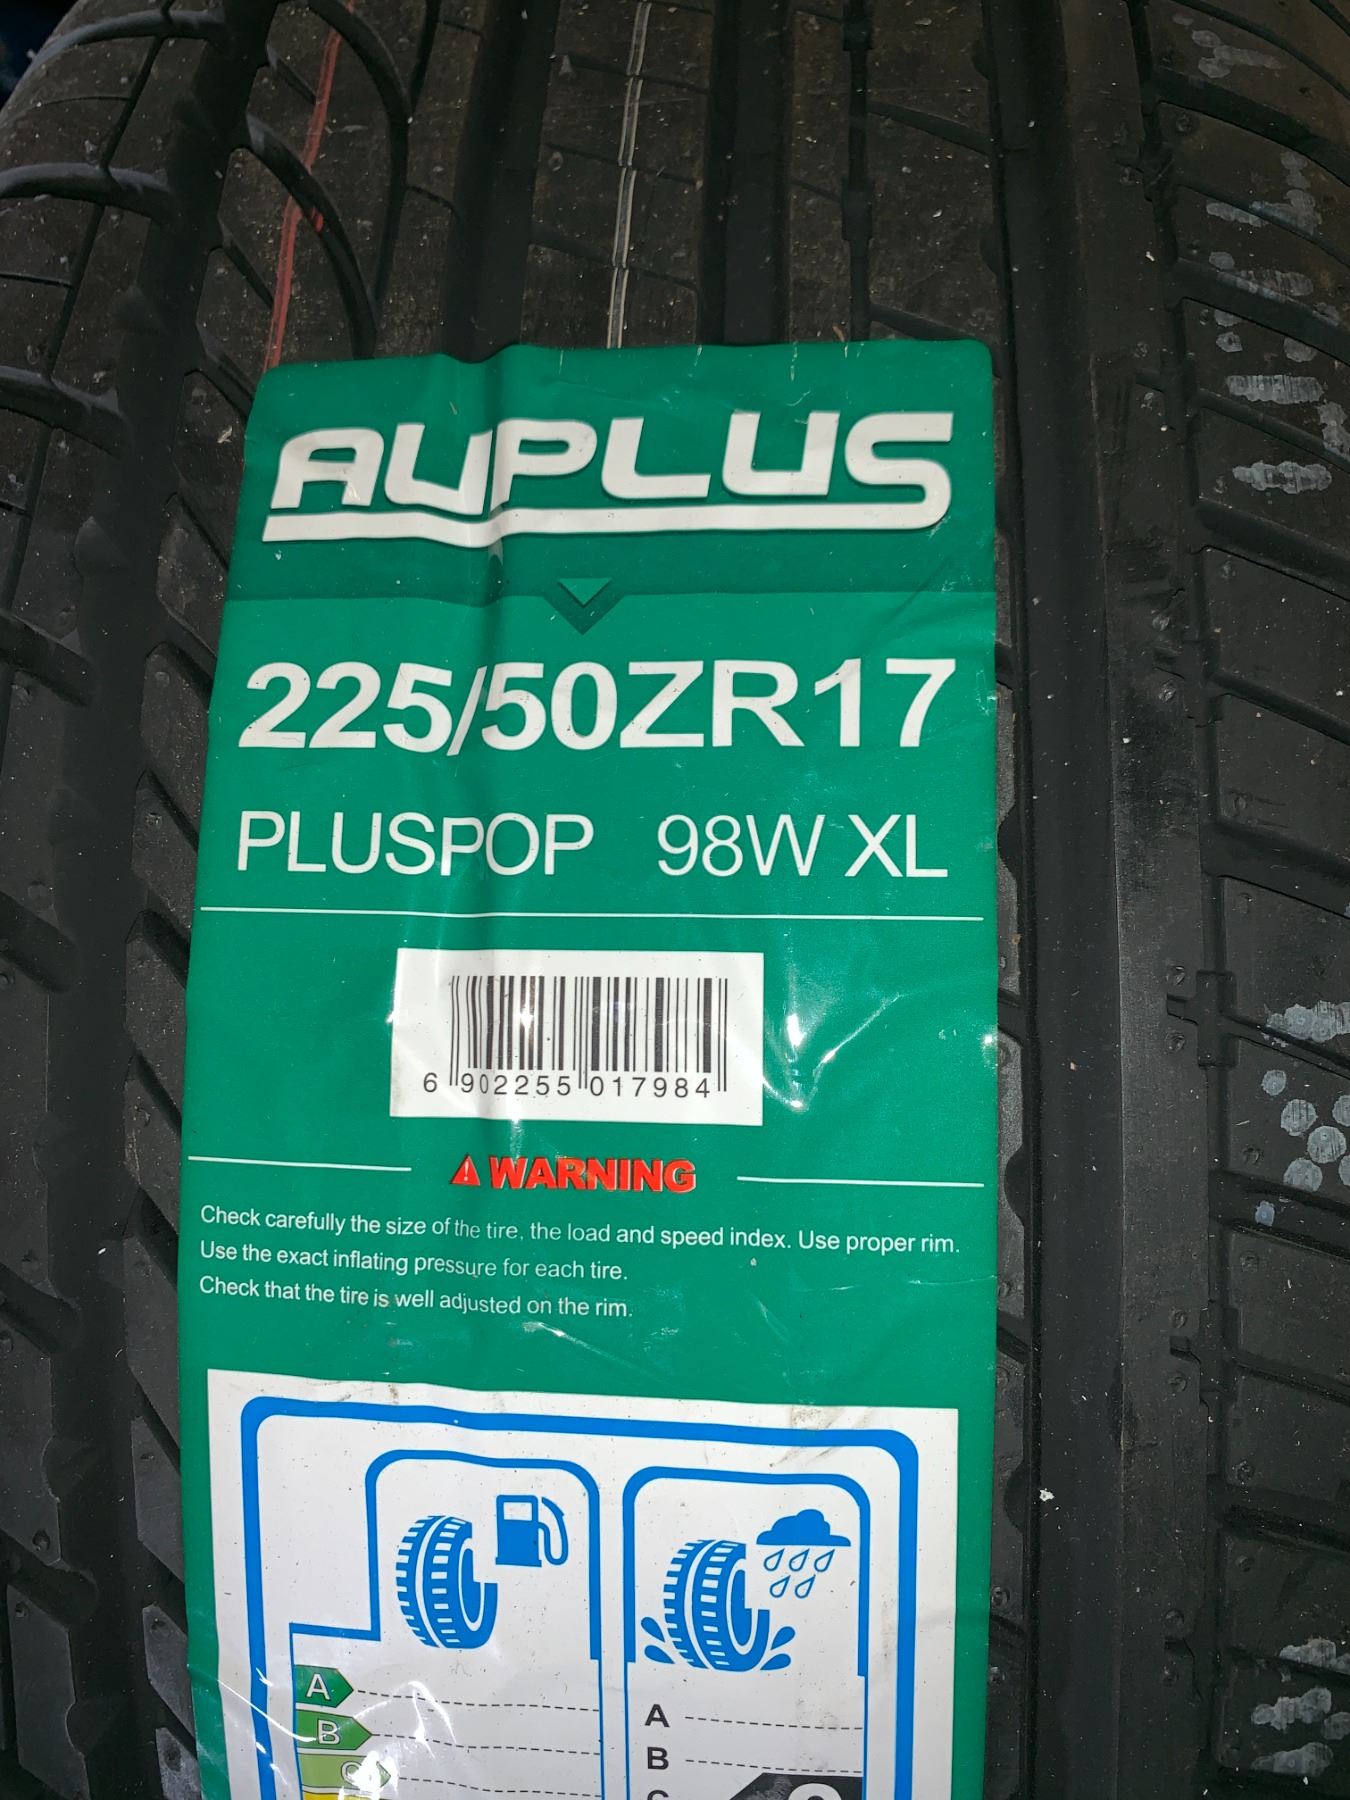 AUPLUS
225/50ZR17
PLUSPOP 98W XL
6 902255 017984
WARNING
Check carefully the size of the tire, the load and speed index. Use proper rim.
Use the exact inflating pressure for each tire.
Check that the tire is well adjusted on the rim.
A
B
C
A
B
C